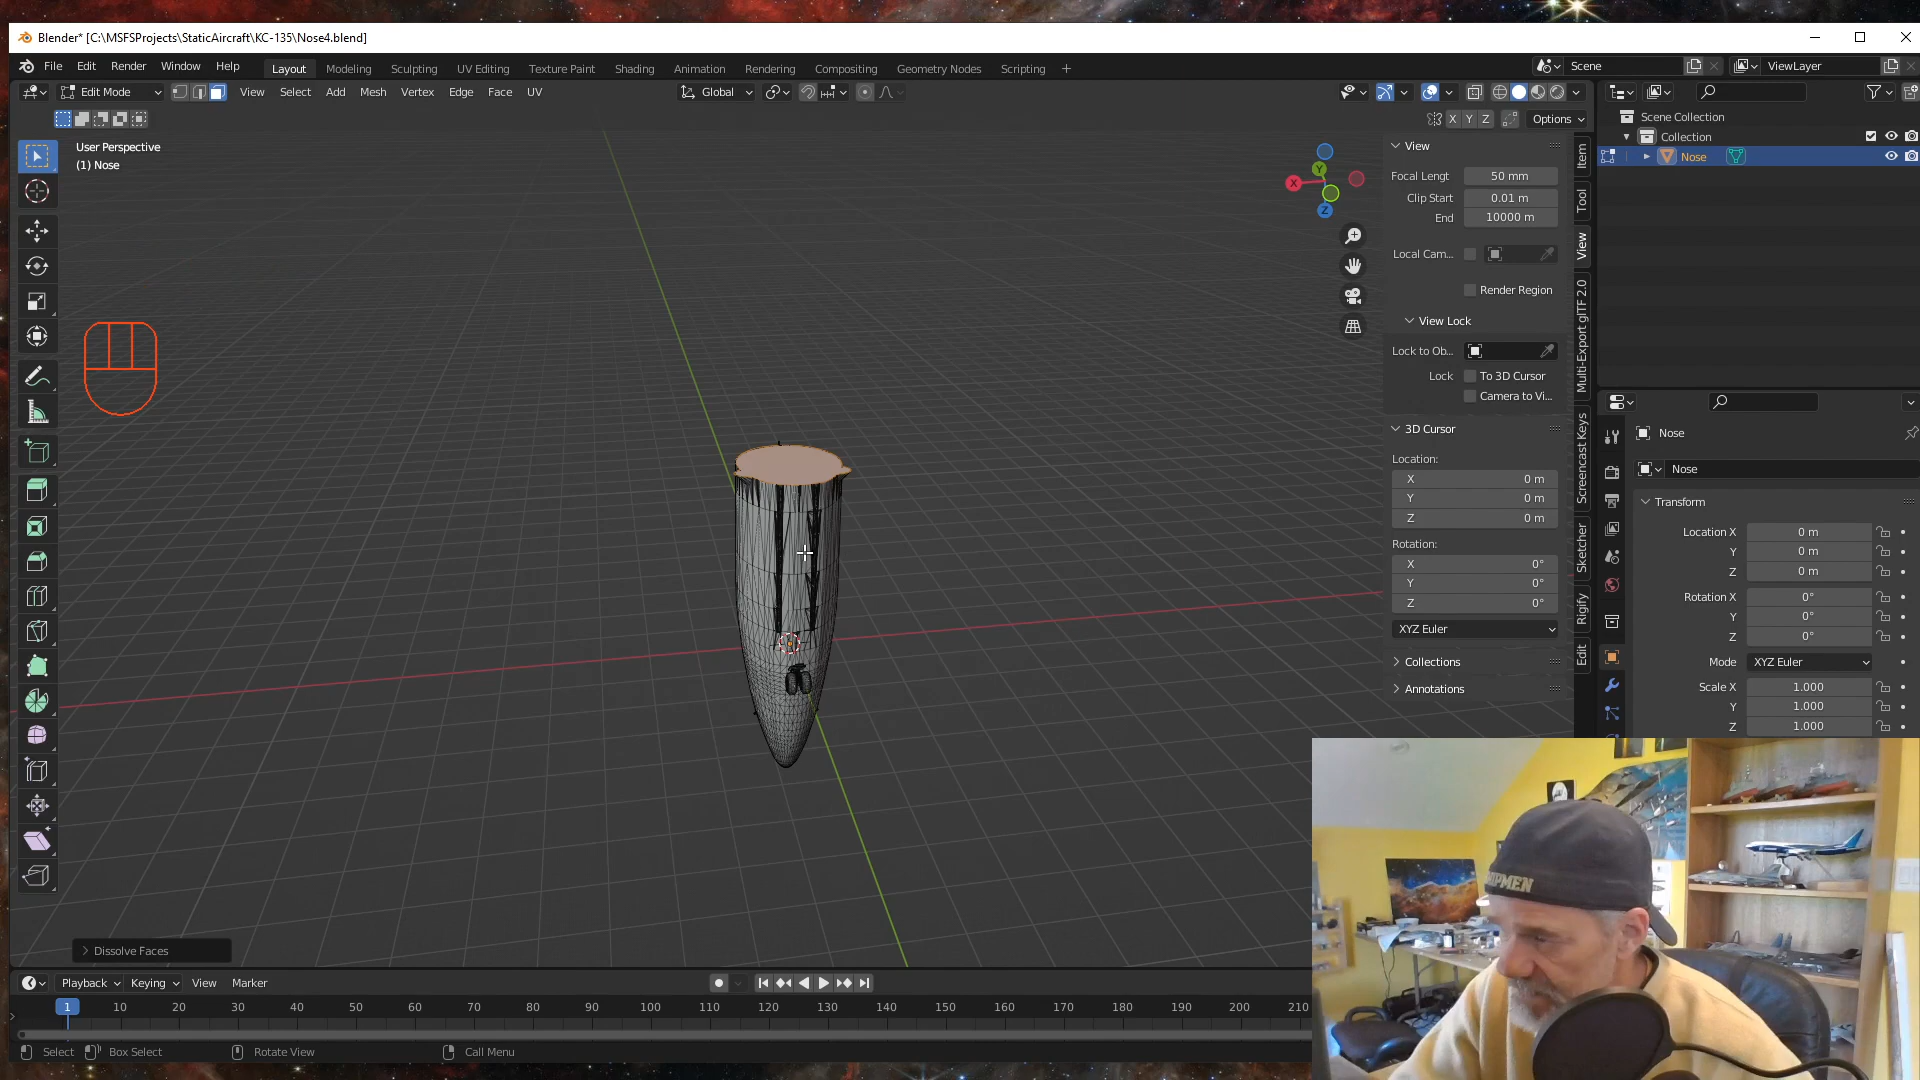 Blender* [C:\MSFSProjects\StaticAircraft\KC-135\Nose4.blend]
File Edit Render Window Help Layout Modeling Sculpting UV Editing Texture Paint Shading Animation Rendering Compositing Geometry Nodes Scripting + Scene ViewLayer
Edit Mode View Select Add Mesh Vertex Edge Face UV Global
X Y Z Options
User Perspective
(1) Nose
X Y Z
View
Focal Lengt 50 mm
Clip Start 0.01 m
End 10000 m
Local Cam...
Render Region
View Lock
Lock to Ob...
Lock To 3D Cursor
Camera to Vi...
3D Cursor
Location:
X 0 m
Y 0 m
Z 0 m
Rotation:
X 0°
Y 0°
Z 0°
XYZ Euler
Collections
Annotations
Item
Tool
View
Multi-Export glTF 2.0
Screencast Keys
Sketcher
Rigify
Edit
Scene Collection
Collection
Nose
Nose
Nose
Transform
Location X 0 m
Y 0 m
Z 0 m
Rotation X 0°
Y 0°
Z 0°
Mode XYZ Euler
Scale X 1.000
Y 1.000
Z 1.000
Dissolve Faces
Playback Keying View Marker
1 10 20 30 40 50 60 70 80 90 100 110 120 130 140 150 160 170 180 190 200 210
Select Box Select Rotate View Call Menu